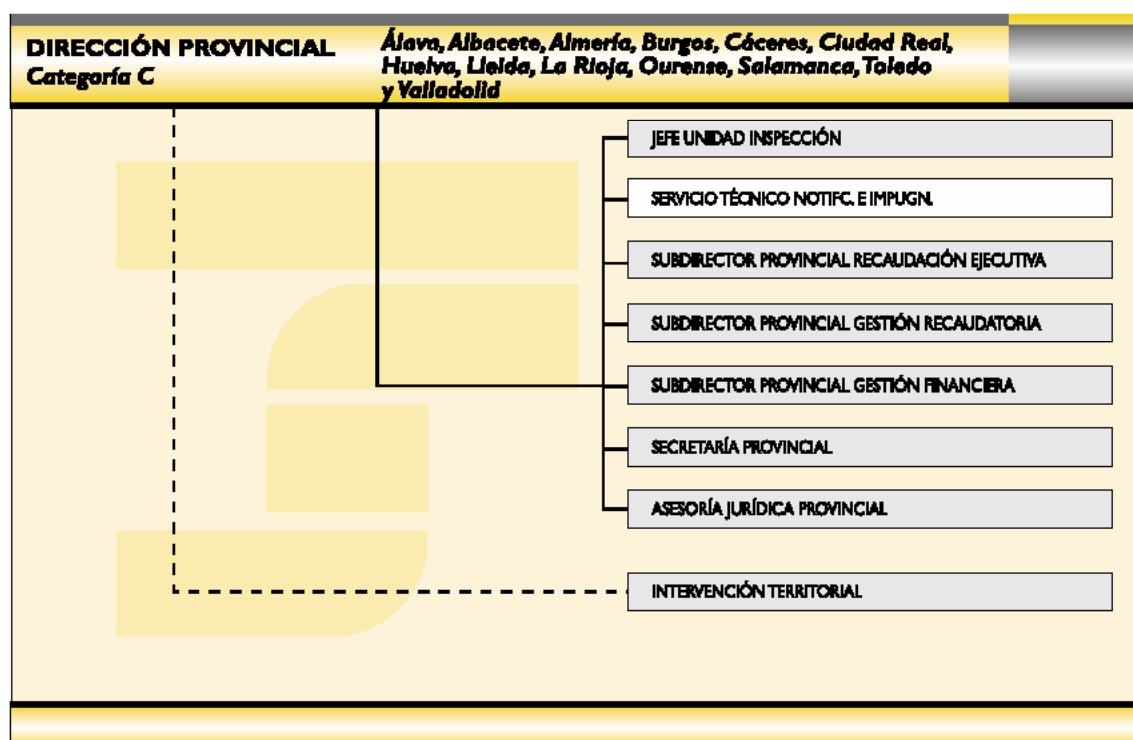 DIRECCIÓN PROVINCIAL
Categoría C
Álava, Albacete, Almería, Burgos, Cáceres, Ciudad Real,
Huelva, Lleida, La Rioja, Ourense, Salamanca, Toledo
y Valladolid
JEFE UNIDAD INSPECCIÓN
SERVICIO TÉCNICO NOTIFC. E IMPUGN.
SUBDIRECTOR PROVINCIAL RECAUDACIÓN EJECUTIVA
SUBDIRECTOR PROVINCIAL GESTIÓN RECAUDATORIA
SUBDIRECTOR PROVINCIAL GESTIÓN FINANCIERA
SECRETARÍA PROVINCIAL
ASESORÍA JURÍDICA PROVINCIAL
INTERVENCIÓN TERRITORIAL